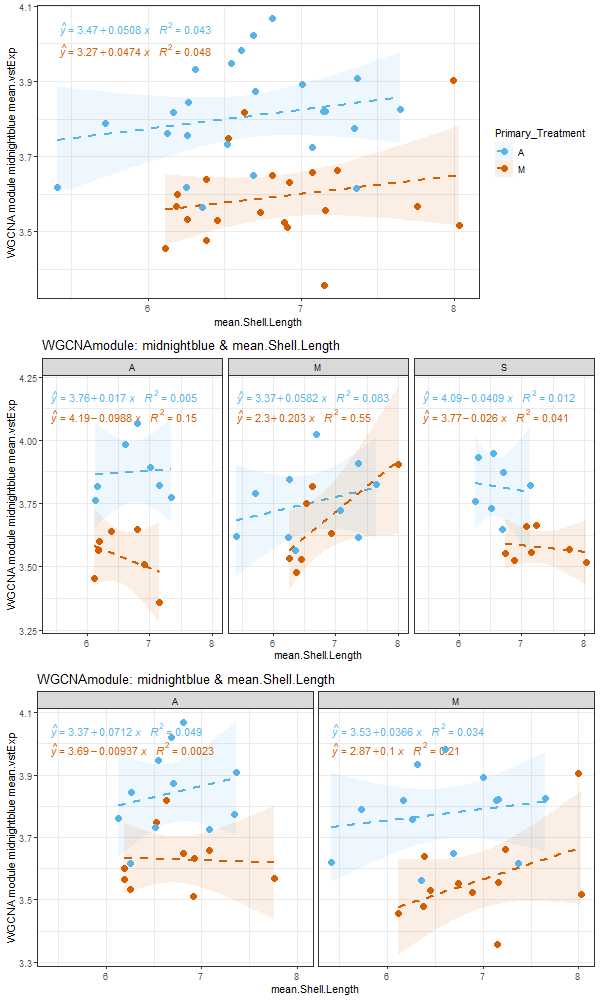 4.1
3.9
3.7
3.5
WGCNA module midnightblue mean.vstExp
ŷ = 3.47+0.0508 x R² = 0.043
ŷ = 3.27+0.0474 x R² = 0.048
6 7 8
mean.Shell.Length
Primary_Treatment
A
M
WGCNAmodule: midnightblue & mean.Shell.Length
A M S
4.25
4.00
3.75
3.50
3.25
WGCNA module midnightblue mean.vstExp
ŷ = 3.76+0.017 x R² = 0.005
ŷ = 4.19−0.0988 x R² = 0.15
ŷ = 3.37+0.0582 x R² = 0.083
ŷ = 2.3+0.203 x R² = 0.55
ŷ = 4.09−0.0409 x R² = 0.012
ŷ = 3.77−0.026 x R² = 0.041
6 7 8 6 7 8 6 7 8
mean.Shell.Length
WGCNAmodule: midnightblue & mean.Shell.Length
A M
4.1
3.9
3.7
3.5
3.3
WGCNA module midnightblue mean.vstExp
ŷ = 3.37+0.0712 x R² = 0.049
ŷ = 3.69−0.00937 x R² = 0.0023
ŷ = 3.53+0.0366 x R² = 0.034
ŷ = 2.87+0.1 x R² = 0.21
6 7 8 6 7 8
mean.Shell.Length